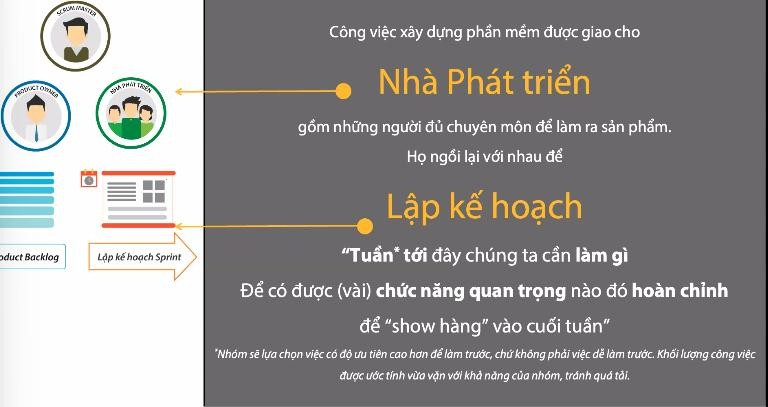 SCRUM MASTER
PRODUCT OWNER
NHÀ PHÁT TRIỂN
oduct Backlog
Lập kế hoạch Sprint
Công việc xây dựng phần mềm được giao cho
Nhà Phát triển
gồm những người đủ chuyên môn để làm ra sản phẩm.
Họ ngồi lại với nhau để
Lập kế hoạch
“Tuần* tới đây chúng ta cần làm gì
Để có được (vài) chức năng quan trọng nào đó hoàn chỉnh
để “show hàng” vào cuối tuần”
*Nhóm sẽ lựa chọn việc có độ ưu tiên cao hơn để làm trước, chứ không phải việc dễ làm trước. Khối lượng công việc
được ước tính vừa vặn với khả năng của nhóm, tránh quá tải.